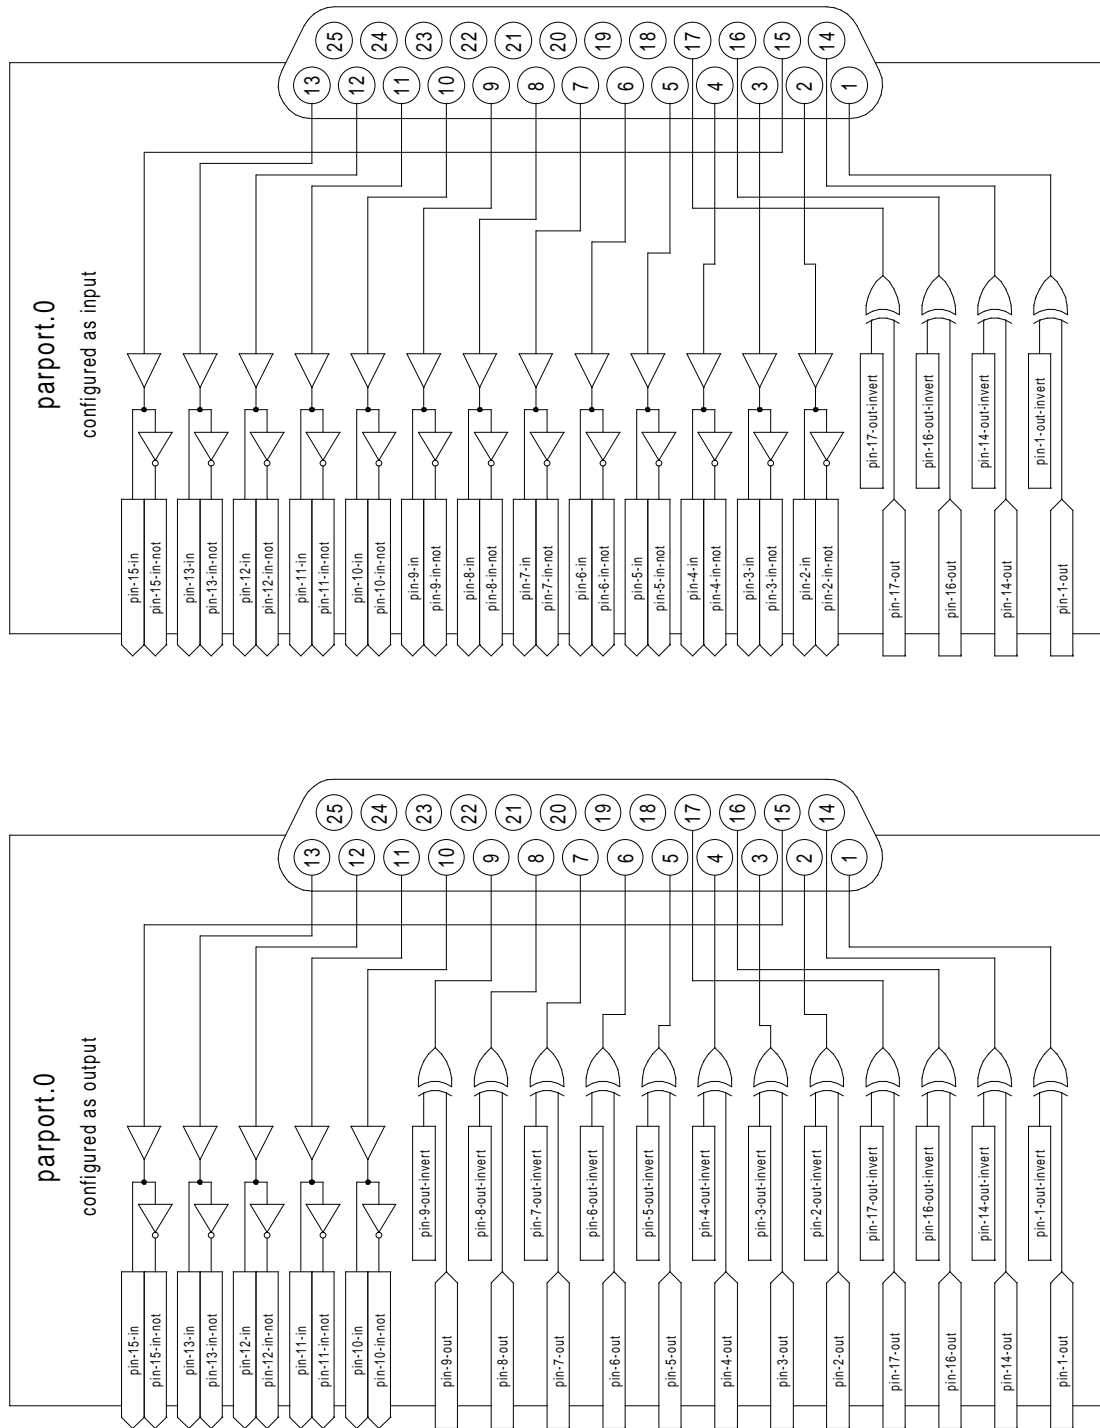 25
24
23
22
21
20
19
18
17
16
15
14
13
12
11
10
9
8
7
6
5
4
3
2
1
parport.0
configured as input
pin-17-out-invert
pin-16-out-invert
pin-14-out-invert
pin-1-out-invert
pin-15-in
pin-15-in-not
pin-13-in
pin-13-in-not
pin-12-in
pin-12-in-not
pin-11-in
pin-11-in-not
pin-10-in
pin-10-in-not
pin-9-in
pin-9-in-not
pin-8-in
pin-8-in-not
pin-7-in
pin-7-in-not
pin-6-in
pin-6-in-not
pin-5-in
pin-5-in-not
pin-4-in
pin-4-in-not
pin-3-in
pin-3-in-not
pin-2-in
pin-2-in-not
pin-17-out
pin-16-out
pin-14-out
pin-1-out
25
24
23
22
21
20
19
18
17
16
15
14
13
12
11
10
9
8
7
6
5
4
3
2
1
parport.0
configured as output
pin-9-out-invert
pin-8-out-invert
pin-7-out-invert
pin-6-out-invert
pin-5-out-invert
pin-4-out-invert
pin-3-out-invert
pin-2-out-invert
pin-17-out-invert
pin-16-out-invert
pin-14-out-invert
pin-1-out-invert
pin-15-in
pin-15-in-not
pin-13-in
pin-13-in-not
pin-12-in
pin-12-in-not
pin-11-in
pin-11-in-not
pin-10-in
pin-10-in-not
pin-9-out
pin-8-out
pin-7-out
pin-6-out
pin-5-out
pin-4-out
pin-3-out
pin-2-out
pin-17-out
pin-16-out
pin-14-out
pin-1-out